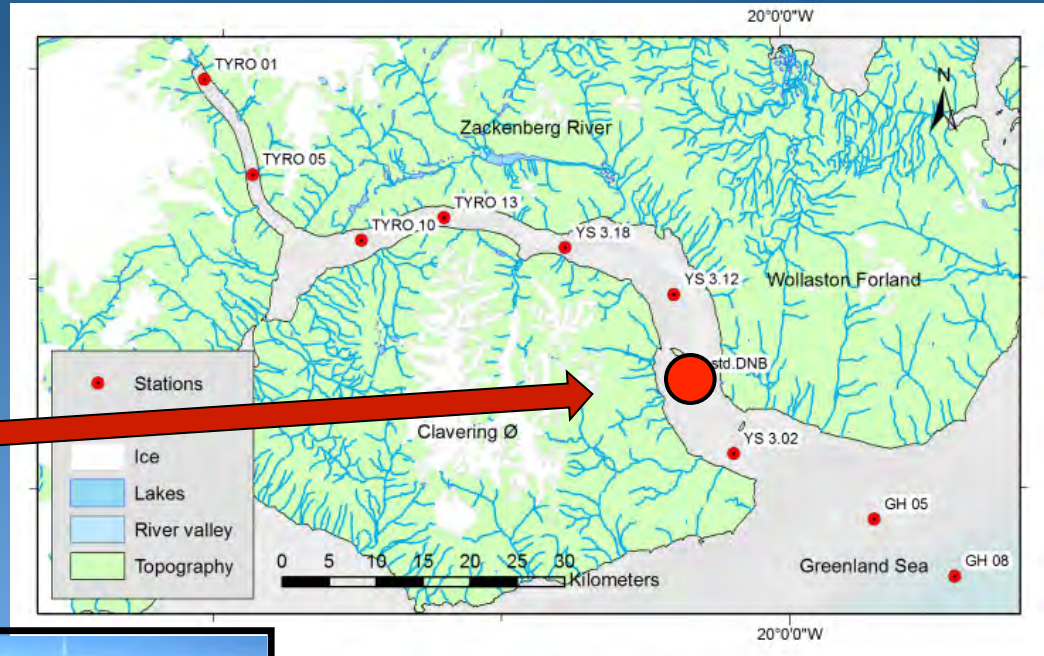 20°0'0"W
TYRO 01
N
Zackenberg River
TYRO 05
TYRO 13
TYRO 10
YS 3.18
YS 3.12
Wollaston Forland
std.DNB
Stations
Clavering Ø
YS 3.02
Ice
Lakes
GH 05
River valley
Greenland Sea
GH 08
Topography
0 5 10 15 20 25 30
Kilometers
20°0'0"W